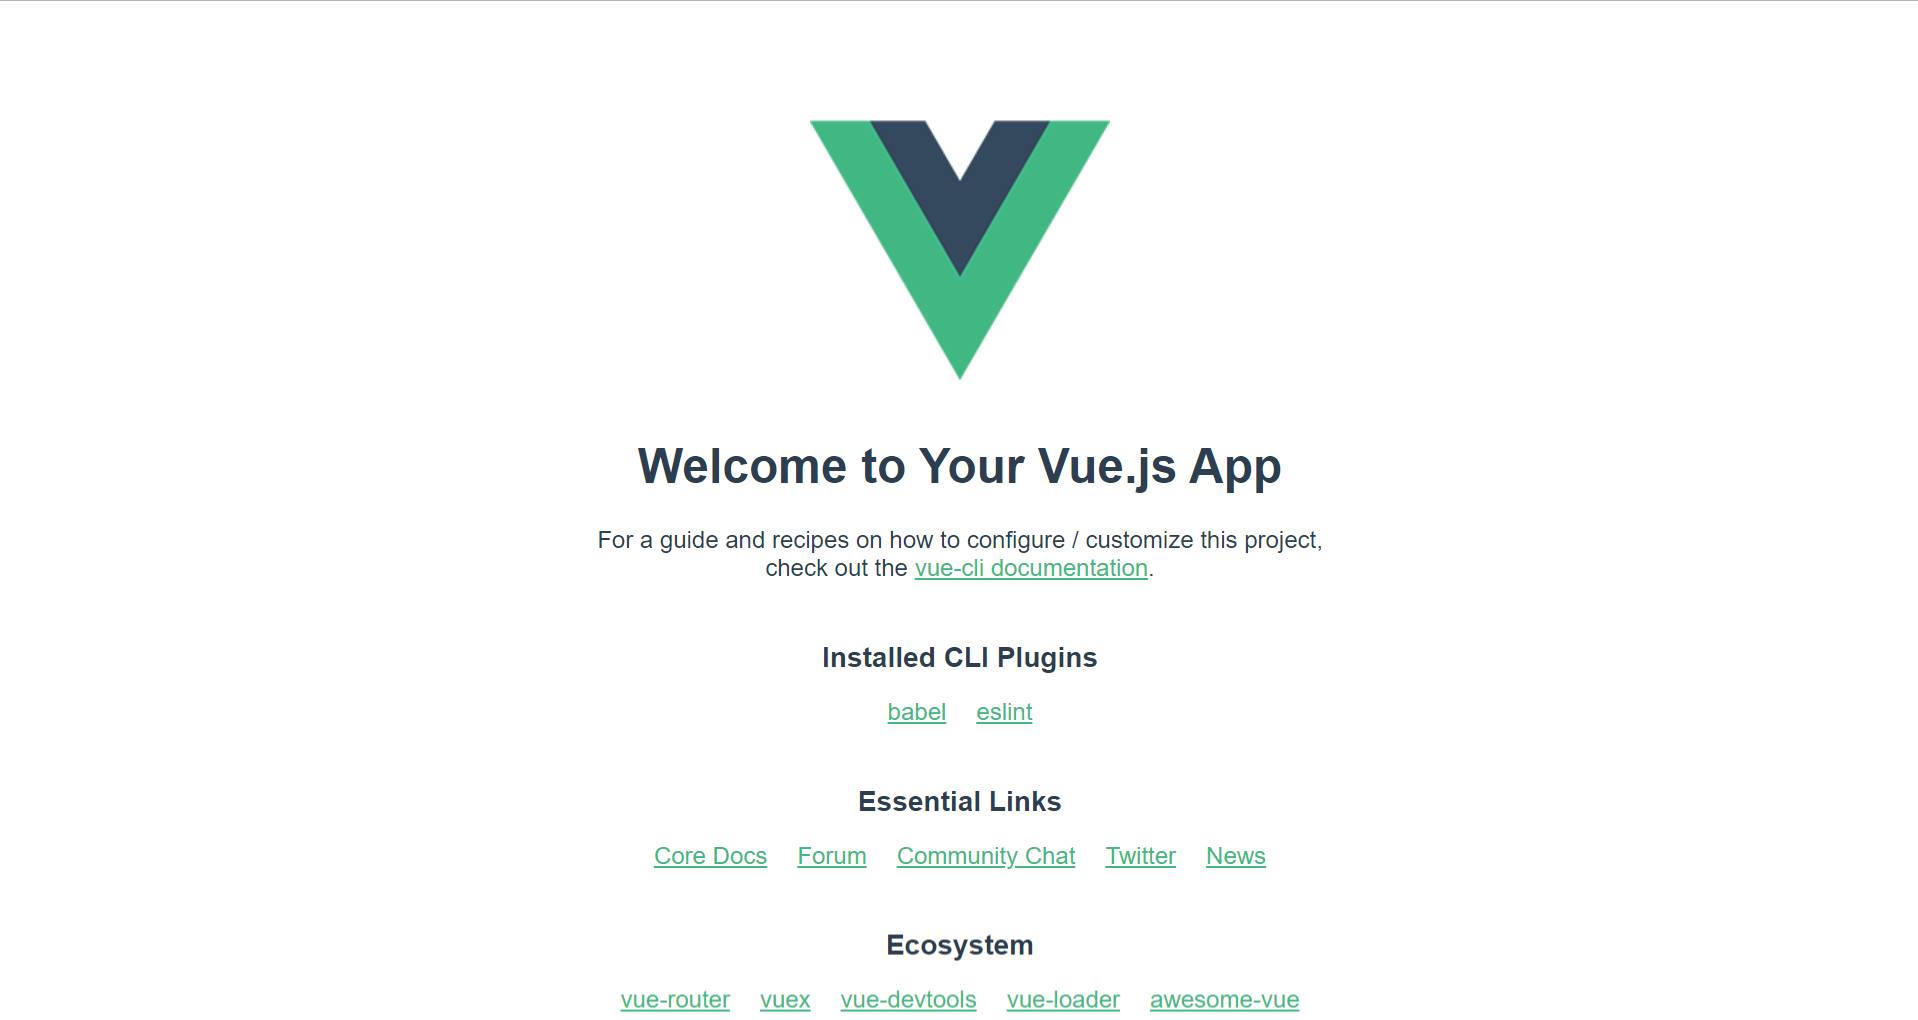 Welcome to Your Vue.js App
For a guide and recipes on how to configure / customize this project,
check out the vue-cli documentation.
Installed CLI Plugins
babel eslint
Essential Links
Core Docs Forum Community Chat Twitter News
Ecosystem
vue-router vuex vue-devtools vue-loader awesome-vue